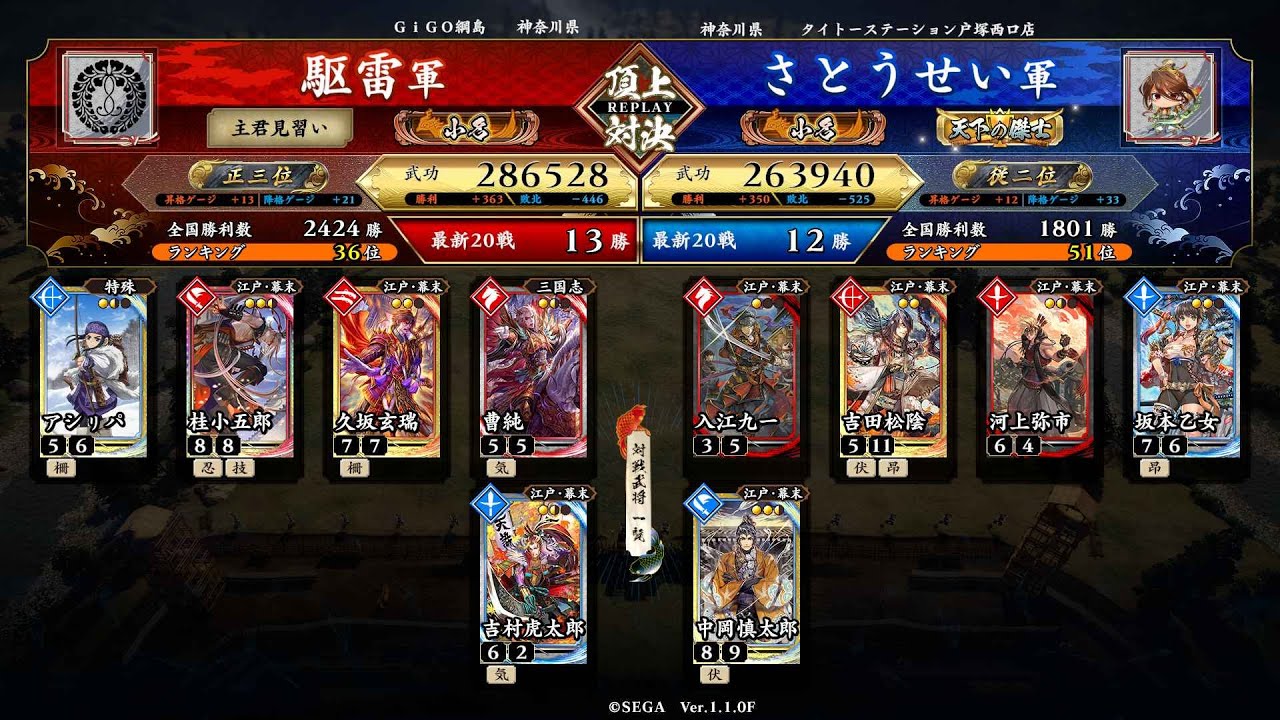 GiGO綱島 神奈川県
神奈川県 タイトーステーション戸塚西口店
駆雷軍
頂上
REPLAY
対決
さとうせい軍
主君見習い
小名
小名
天下の傑士
正三位
武功 286528
武功 263940
従二位
昇格ゲージ +13 降格ゲージ +21
勝利 +363 敗北 -446
勝利 +350 敗北 -525
昇格ゲージ +12 降格ゲージ +33
全国勝利数 2424勝
最新20戦 13勝
最新20戦 12勝
全国勝利数 1801勝
ランキング 36位
ランキング 51位
特殊
江戸・幕末
江戸・幕末
三国志
江戸・幕末
江戸・幕末
江戸・幕末
江戸・幕末
アシㇼパ
桂小五郎
久坂玄瑞
曹純
入江九一
吉田松陰
河上弥市
坂本乙女
5 6
8 8
7 7
5 5
3 5
5 11
6 4
7 6
柵
忍 技
柵
気
伏 昂
昂
対戦武将一覧
江戸・幕末
江戸・幕末
吉村虎太郎
中岡慎太郎
6 2
8 9
気
伏
©SEGA Ver.1.1.0F